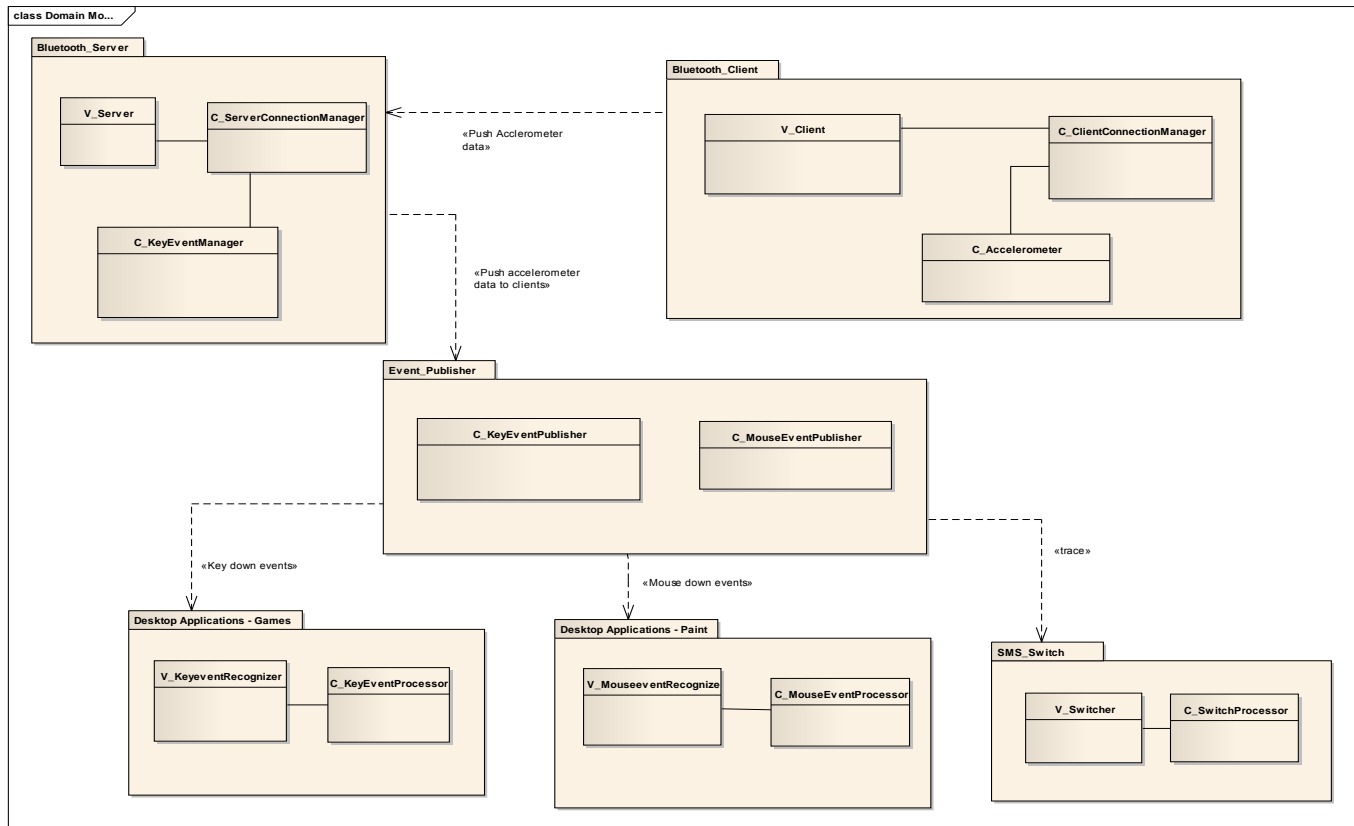 class Domain Mo...
Bluetooth_Server
V_Server
C_ServerConnectionManager
C_KeyEventManager
Bluetooth_Client
V_Client
C_ClientConnectionManager
C_Accelerometer
«Push Acclerometer
data»
«Push accelerometer
data to clients»
Event_Publisher
C_KeyEventPublisher
C_MouseEventPublisher
«Key down events»
«Mouse down events»
«trace»
Desktop Applications - Games
V_KeyeventRecognizer
C_KeyEventProcessor
Desktop Applications - Paint
V_MouseeventRecognize
C_MouseEventProcessor
SMS_Switch
V_Switcher
C_SwitchProcessor